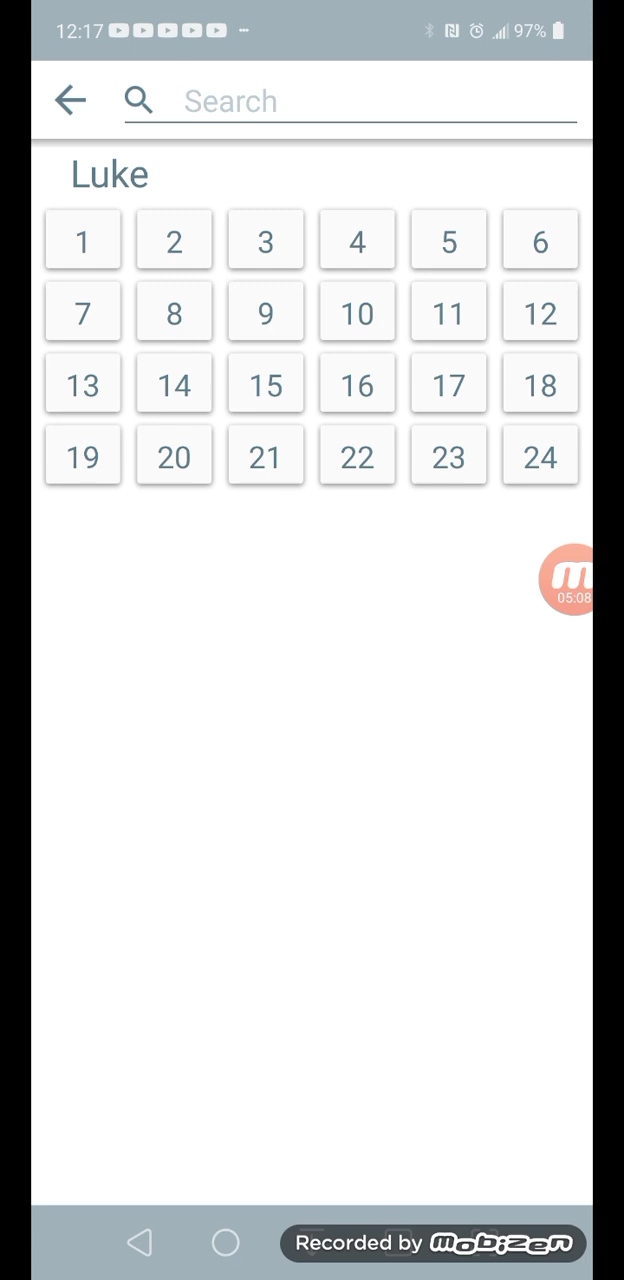 12:17 97%
Search
Luke
1 2 3 4 5 6
7 8 9 10 11 12
13 14 15 16 17 18
19 20 21 22 23 24
m
05:08
Recorded by mobizen